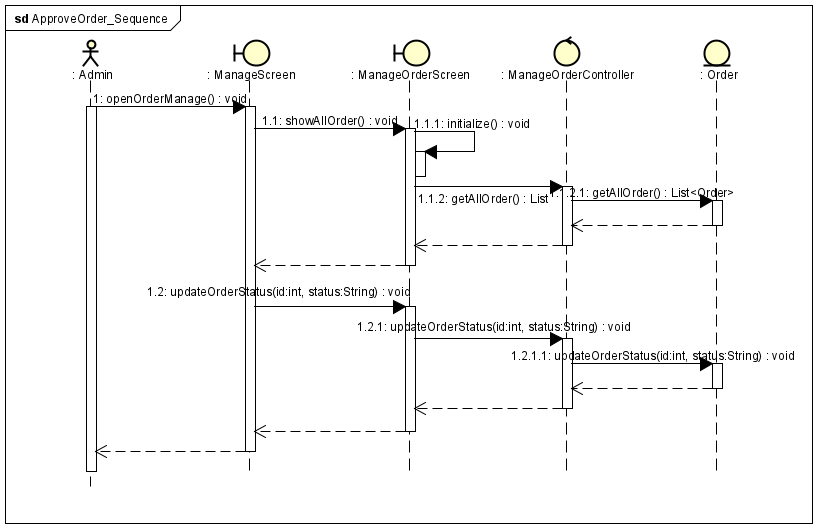 sd ApproveOrder_Sequence
: Admin
: ManageScreen
: ManageOrderScreen
: ManageOrderController
: Order
1: openOrderManage() : void
1.1: showAllOrder() : void
1.1.1: initialize() : void
1.1.2: getAllOrder() : List
1.1.2.1: getAllOrder() : List<Order>
1.2: updateOrderStatus(id:int, status:String) : void
1.2.1: updateOrderStatus(id:int, status:String) : void
1.2.1.1: updateOrderStatus(id:int, status:String) : void